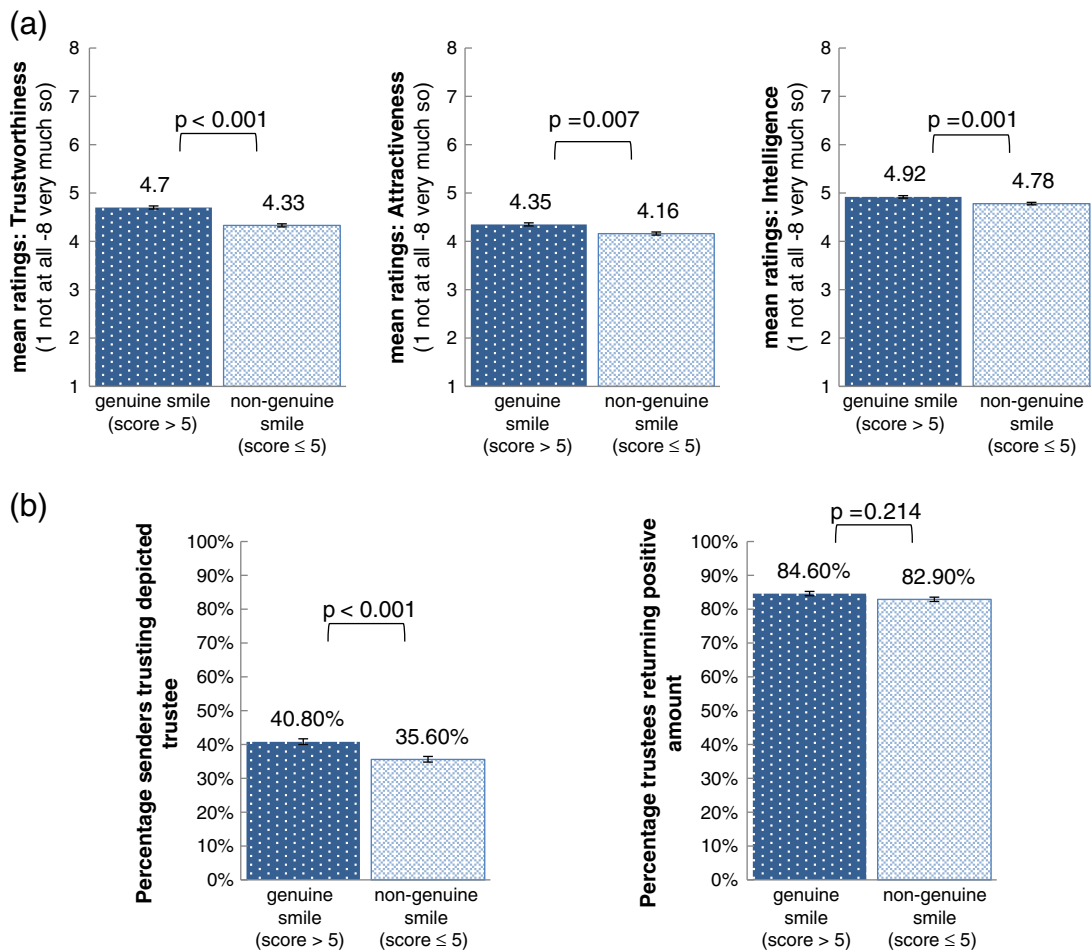 (a)
mean ratings: Trustworthiness
(1 not at all -8 very much so)
8
7
6
5
4
3
2
1
p < 0.001
4.7
4.33
genuine smile
(score > 5)
non-genuine
smile
(score ≤ 5)
mean ratings: Attractiveness
(1 not at all -8 very much so)
8
7
6
5
4
3
2
1
p =0.007
4.35
4.16
genuine
smile
(score > 5)
non-genuine
smile
(score ≤ 5)
mean ratings: Intelligence
(1 not at all -8 very much so)
8
7
6
5
4
3
2
1
p =0.001
4.92
4.78
genuine smile
(score > 5)
non-genuine
smile
(score ≤ 5)
(b)
Percentage senders trusting depicted
trustee
100%
90%
80%
70%
60%
50%
40%
30%
20%
10%
0%
p < 0.001
40.80%
35.60%
genuine
smile
(score > 5)
non-genuine
smile
(score ≤ 5)
Percentage trustees returning positive
amount
100%
90%
80%
70%
60%
50%
40%
30%
20%
10%
0%
p =0.214
84.60%
82.90%
genuine
smile
(score > 5)
non-genuine
smile
(score ≤ 5)